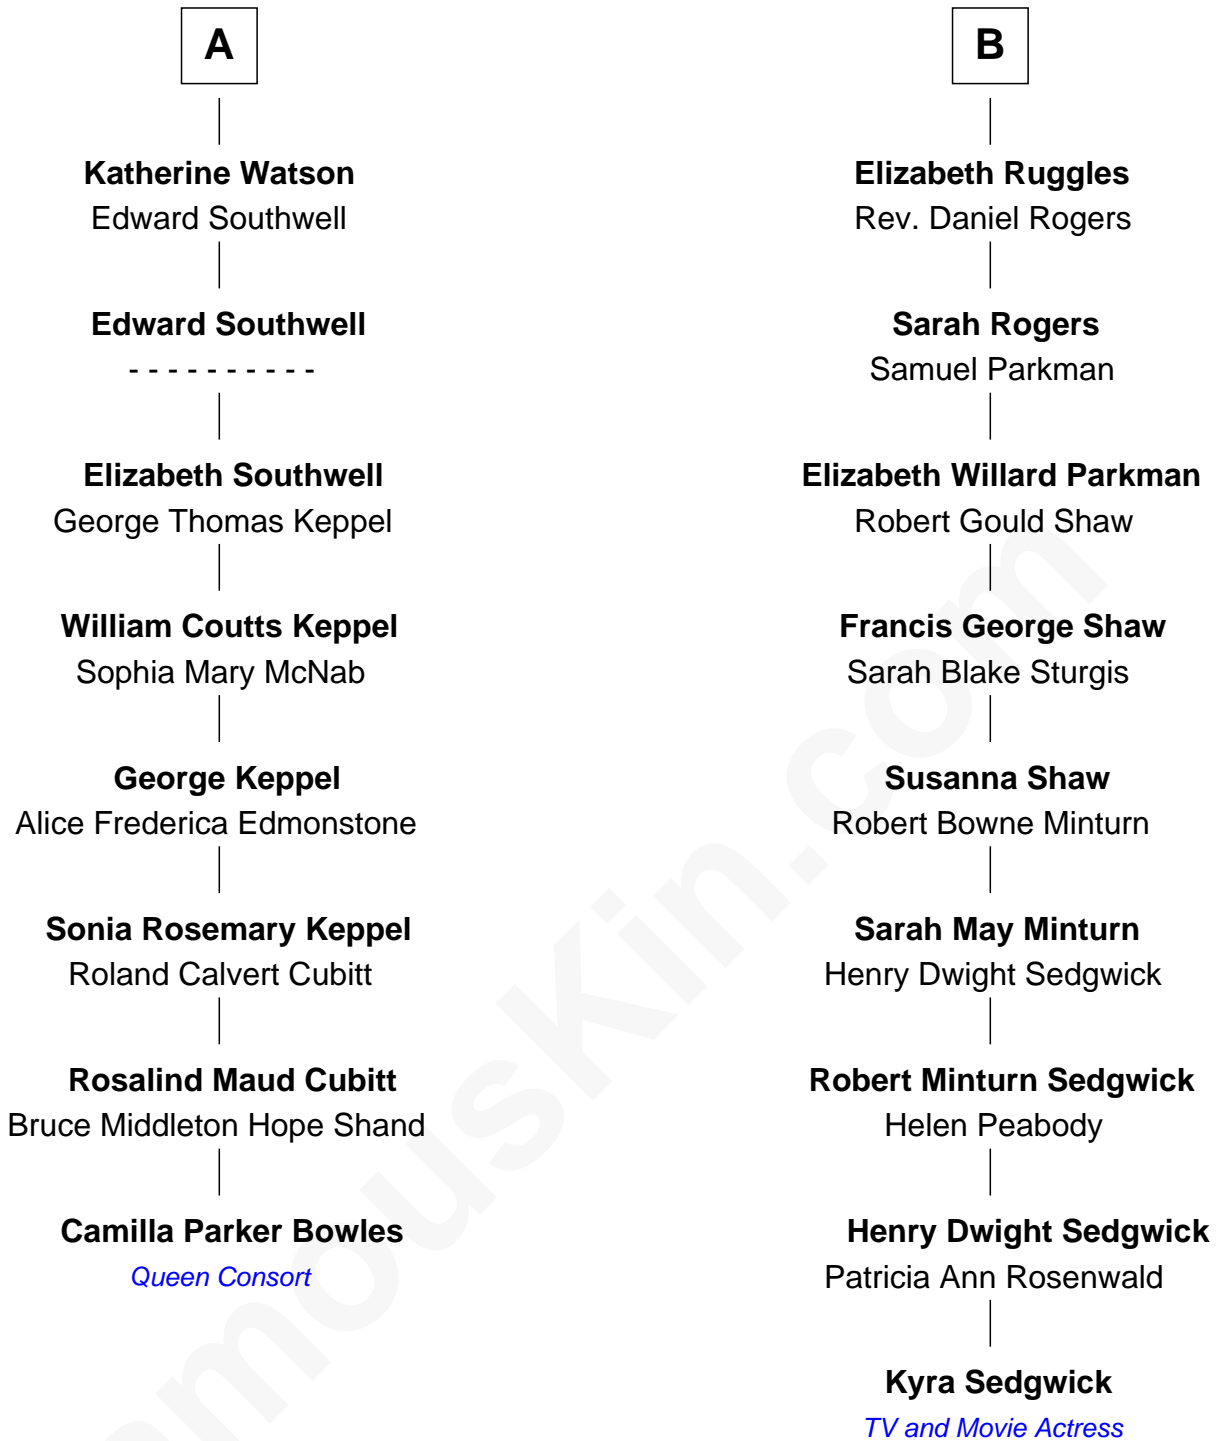 A
Katherine Watson
Edward Southwell
Edward Southwell
- - - - - - - - - -
Elizabeth Southwell
George Thomas Keppel
William Coutts Keppel
Sophia Mary McNab
George Keppel
Alice Frederica Edmonstone
Sonia Rosemary Keppel
Roland Calvert Cubitt
Rosalind Maud Cubitt
Bruce Middleton Hope Shand
Camilla Parker Bowles
Queen Consort
B
Elizabeth Ruggles
Rev. Daniel Rogers
Sarah Rogers
Samuel Parkman
Elizabeth Willard Parkman
Robert Gould Shaw
Francis George Shaw
Sarah Blake Sturgis
Susanna Shaw
Robert Bowne Minturn
Sarah May Minturn
Henry Dwight Sedgwick
Robert Minturn Sedgwick
Helen Peabody
Henry Dwight Sedgwick
Patricia Ann Rosenwald
Kyra Sedgwick
TV and Movie Actress
amousKin.com